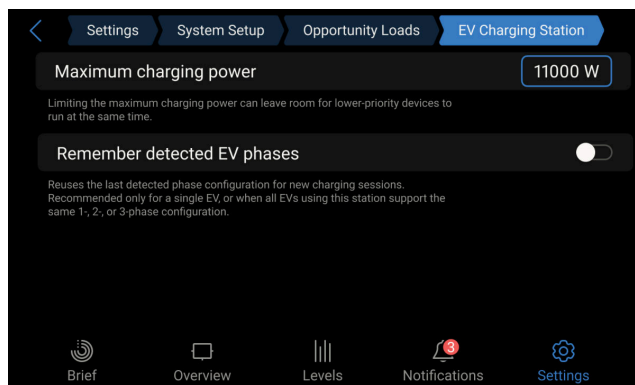 Settings System Setup Opportunity Loads EV Charging Station
Maximum charging power 11000 W
Limiting the maximum charging power can leave room for lower-priority devices to
run at the same time.
Remember detected EV phases
Reuses the last detected phase configuration for new charging sessions.
Recommended only for a single EV, or when all EVs using this station support the
same 1-, 2-, or 3-phase configuration.
3
Brief Overview Levels Notifications Settings